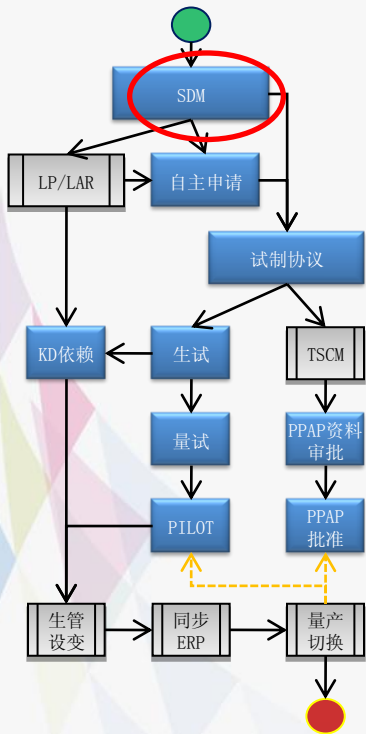 SDM
LP/LAR
自主申请
试制协议
KD依赖
生试
TSCM
量试
PPAP资料
审批
PILOT
PPAP
批准
生管
设变
同步
ERP
量产
切换